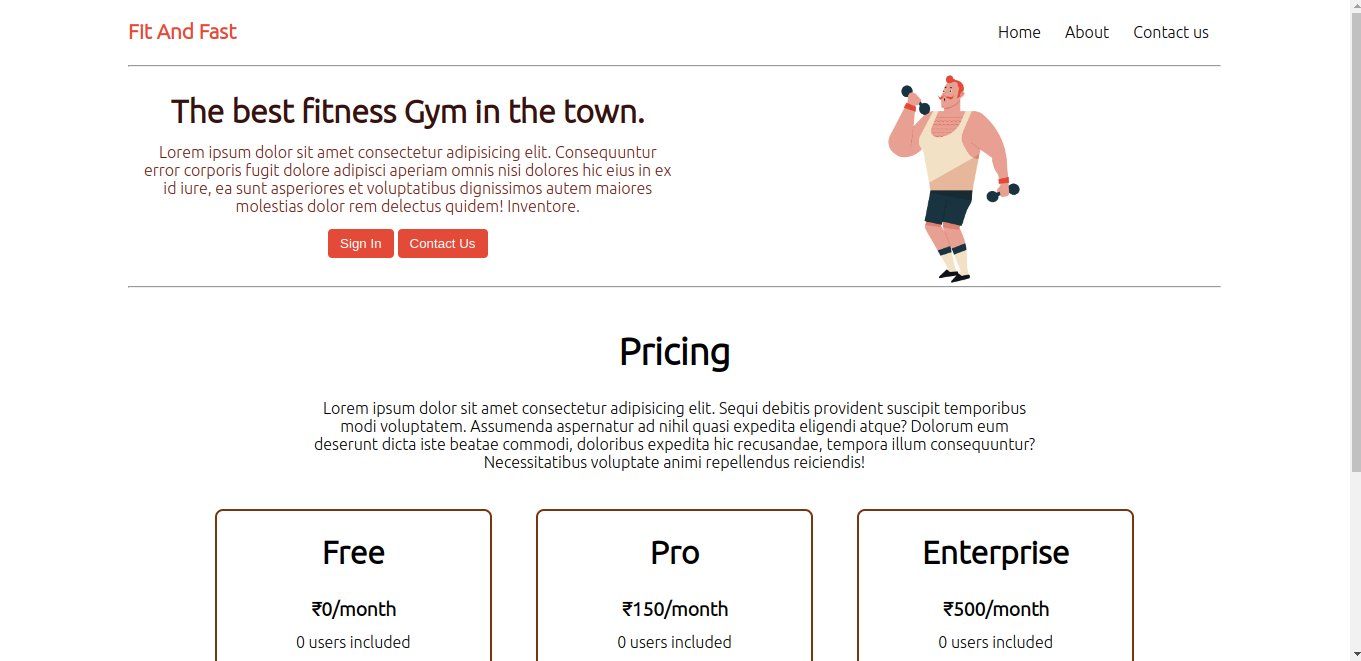 Fit And Fast
Home About Contact us
The best fitness Gym in the town.
Lorem ipsum dolor sit amet consectetur adipisicing elit. Consequuntur
error corporis fugit dolore adipisci aperiam omnis nisi dolores hic eius in ex
id iure, ea sunt asperiores et voluptatibus dignissimos autem maiores
molestias dolor rem delectus quidem! Inventore.
Sign In Contact Us
Pricing
Lorem ipsum dolor sit amet consectetur adipisicing elit. Sequi debitis provident suscipit temporibus
modi voluptatem. Assumenda aspernatur ad nihil quasi expedita eligendi atque? Dolorum eum
deserunt dicta iste beatae commodi, doloribus expedita hic recusandae, tempora illum consequuntur?
Necessitatibus voluptate animi repellendus reiciendis!
Free Pro Enterprise
₹0/month ₹150/month ₹500/month
0 users included 0 users included 0 users included